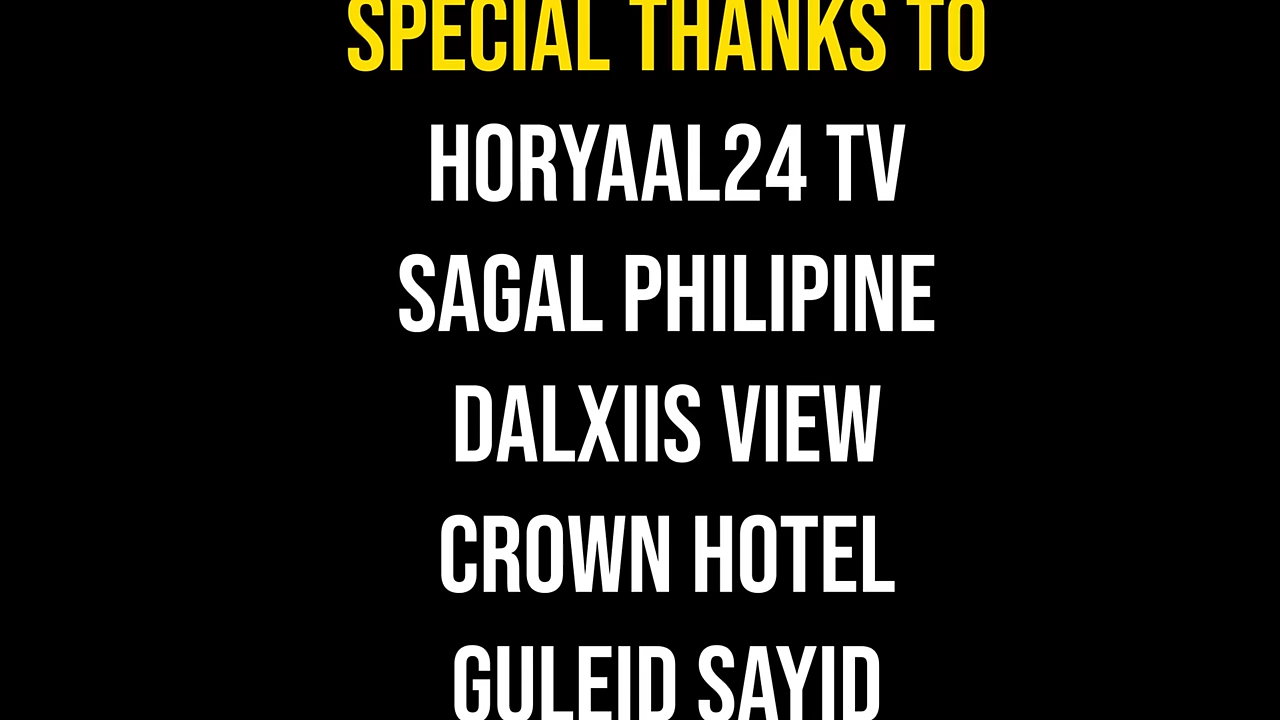 SPECIAL THANKS TO
HORYAAL24 TV
SAGAL PHILIPINE
DALXIIS VIEW
CROWN HOTEL
GULEID SAYID